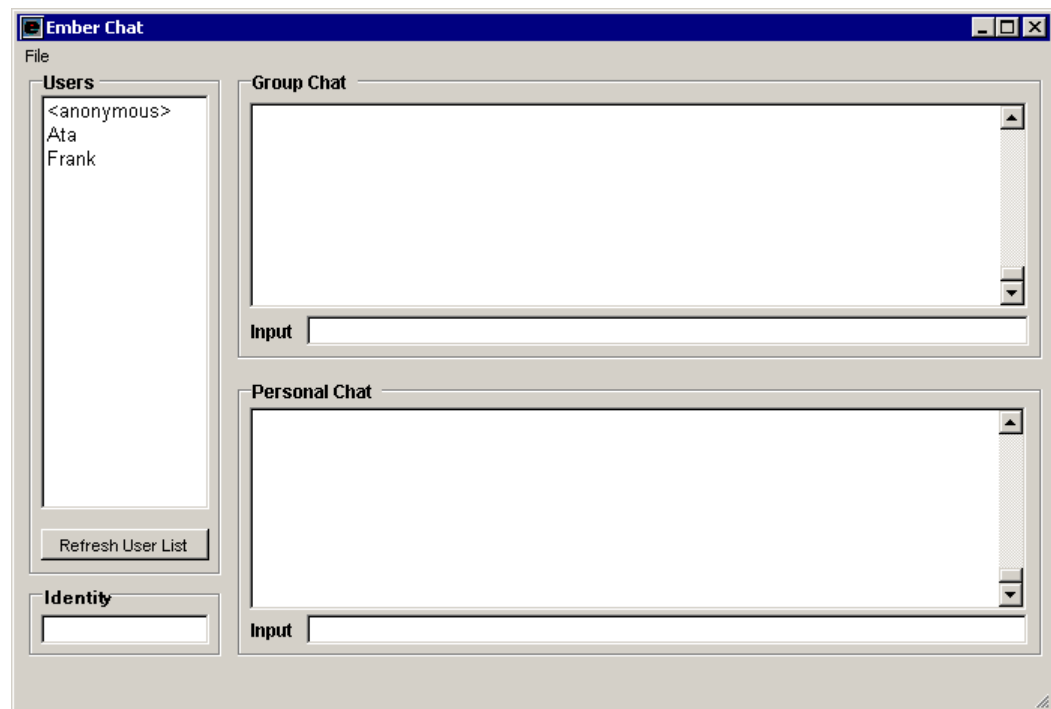 Ember Chat
File
Users
<anonymous>
Ata
Frank
Refresh User List
Identity
Group Chat
Input
Personal Chat
Input